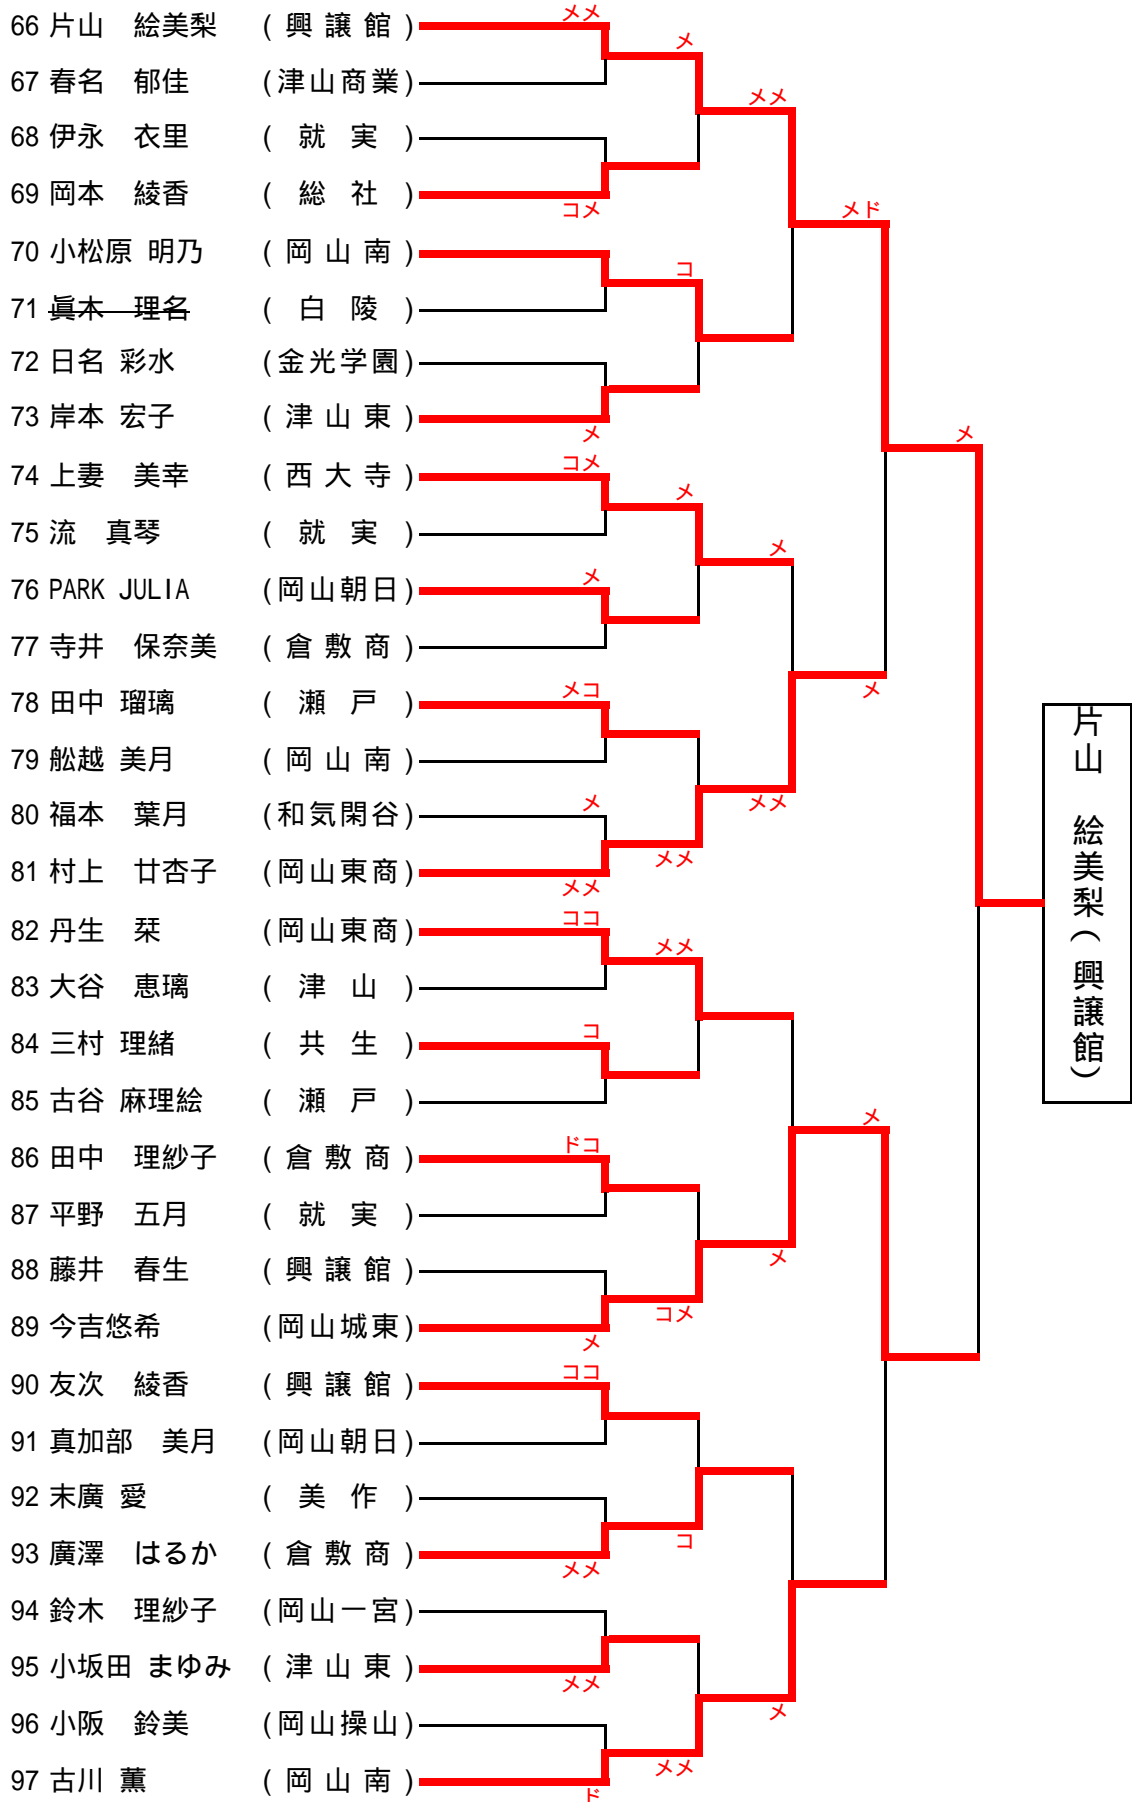 66 片山　絵美梨 (興譲館) メメ
メ
67 春名　郁佳 (津山商業)
メメ
68 伊永　衣里 (就実)
69 岡本　綾香 (総社) コメ
メド
70 小松原 明乃 (岡山南)
コ
71 眞木　理名 (白陵)
72 日名 彩水 (金光学園)
73 岸本 宏子 (津山東) メ
メ
74 上妻　美幸 (西大寺) コメ
メ
75 流　真琴 (就実)
メ
76 PARK JULIA (岡山朝日) メ
77 寺井　保奈美 (倉敷商)
78 田中 瑠璃 (瀬戸) メコ
メ
79 舩越 美月 (岡山南)
メメ
80 福本　葉月 (和気閑谷) メ
メメ
81 村上　廿杏子 (岡山東商) メメ
82 丹生　栞 (岡山東商) ココ
メメ
83 大谷　恵璃 (津山)
84 三村 理緒 (共生) コ
85 古谷 麻理絵 (瀬戸)
メ
86 田中　理紗子 (倉敷商) ドコ
87 平野　五月 (就実)
メ
88 藤井　春生 (興譲館)
コメ
89 今吉悠希 (岡山城東) メ
90 友次　綾香 (興譲館) ココ
91 真加部　美月 (岡山朝日)
92 末廣 愛 (美作)
コ
93 廣澤　はるか (倉敷商) メメ
94 鈴木　理紗子 (岡山一宮)
95 小坂田 まゆみ (津山東) メメ
メ
96 小阪　鈴美 (岡山操山)
メメ
97 古川 薫 (岡山南) ド
片山　絵美梨(興譲館)